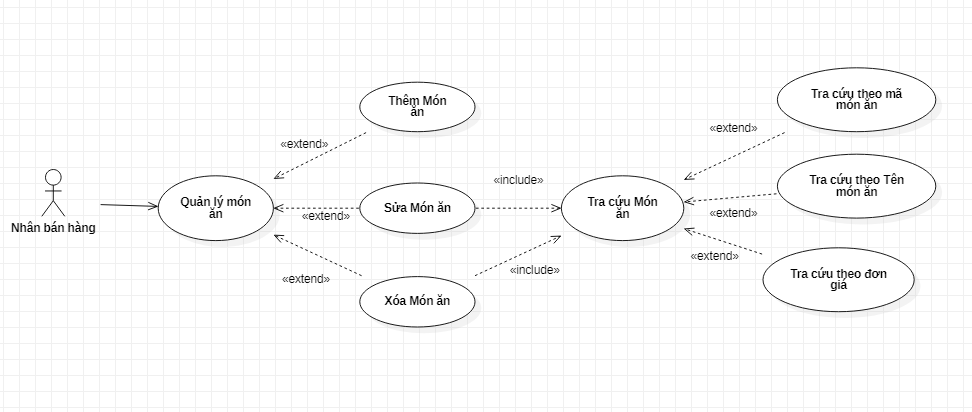 Thêm Món
ăn
Tra cứu theo mã
món ăn
«extend»
«extend»
Quản lý món
ăn
Sửa Món ăn
«include»
Tra cứu Món
ăn
Tra cứu theo Tên
món ăn
«extend»
«extend»
Nhân bán hàng
«extend»
Xóa Món ăn
«include»
«extend»
Tra cứu theo đơn
giá